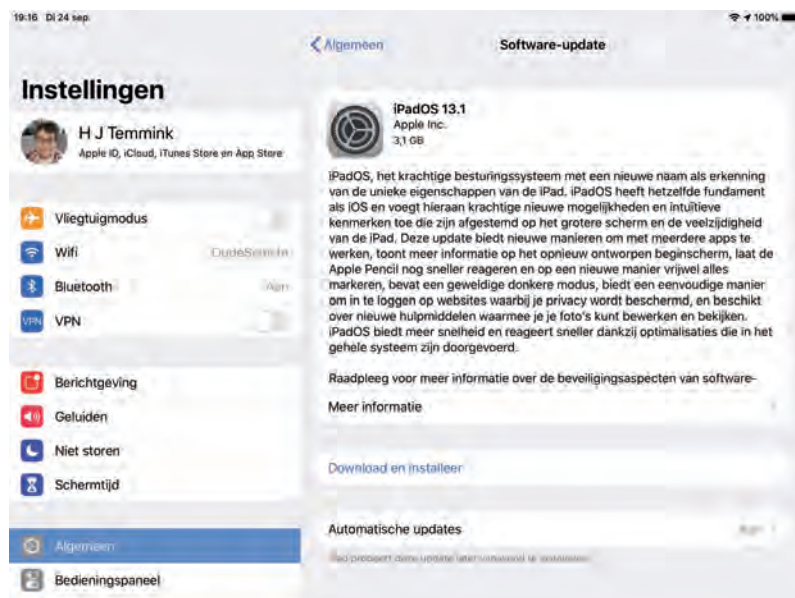 19:16 Di 24 sep.
100%
Algemeen
Software-update
Instellingen
H J Temmink
Apple ID, iCloud, iTunes Store en App Store
Vliegtuigmodus
Wifi
Bluetooth
Aan
VPN
VPN
Berichtgeving
Geluiden
Niet storen
Schermtijd
Algemeen
Bedieningspaneel
iPadOS 13.1
Apple Inc.
3,1 GB
iPadOS, het krachtige besturingssysteem met een nieuwe naam als erkenning
van de unieke eigenschappen van de iPad. iPadOS heeft hetzelfde fundament
als iOS en voegt hieraan krachtige nieuwe mogelijkheden en intuïtieve
kenmerken toe die zijn afgestemd op het grotere scherm en de veelzijdigheid
van de iPad. Deze update biedt nieuwe manieren om met meerdere apps te
werken, toont meer informatie op het opnieuw ontworpen beginscherm, laat de
Apple Pencil nog sneller reageren en op een nieuwe manier vrijwel alles
markeren, bevat een geweldige donkere modus, biedt een eenvoudige manier
om in te loggen op websites waarbij je privacy wordt beschermd, en beschikt
over nieuwe hulpmiddelen waarmee je je foto's kunt bewerken en bekijken.
iPadOS biedt meer snelheid en reageert sneller dankzij optimalisaties die in het
gehele systeem zijn doorgevoerd.
Raadpleeg voor meer informatie over de beveiligingsaspecten van software-
Meer informatie
Download en installeer
Automatische updates
Aan